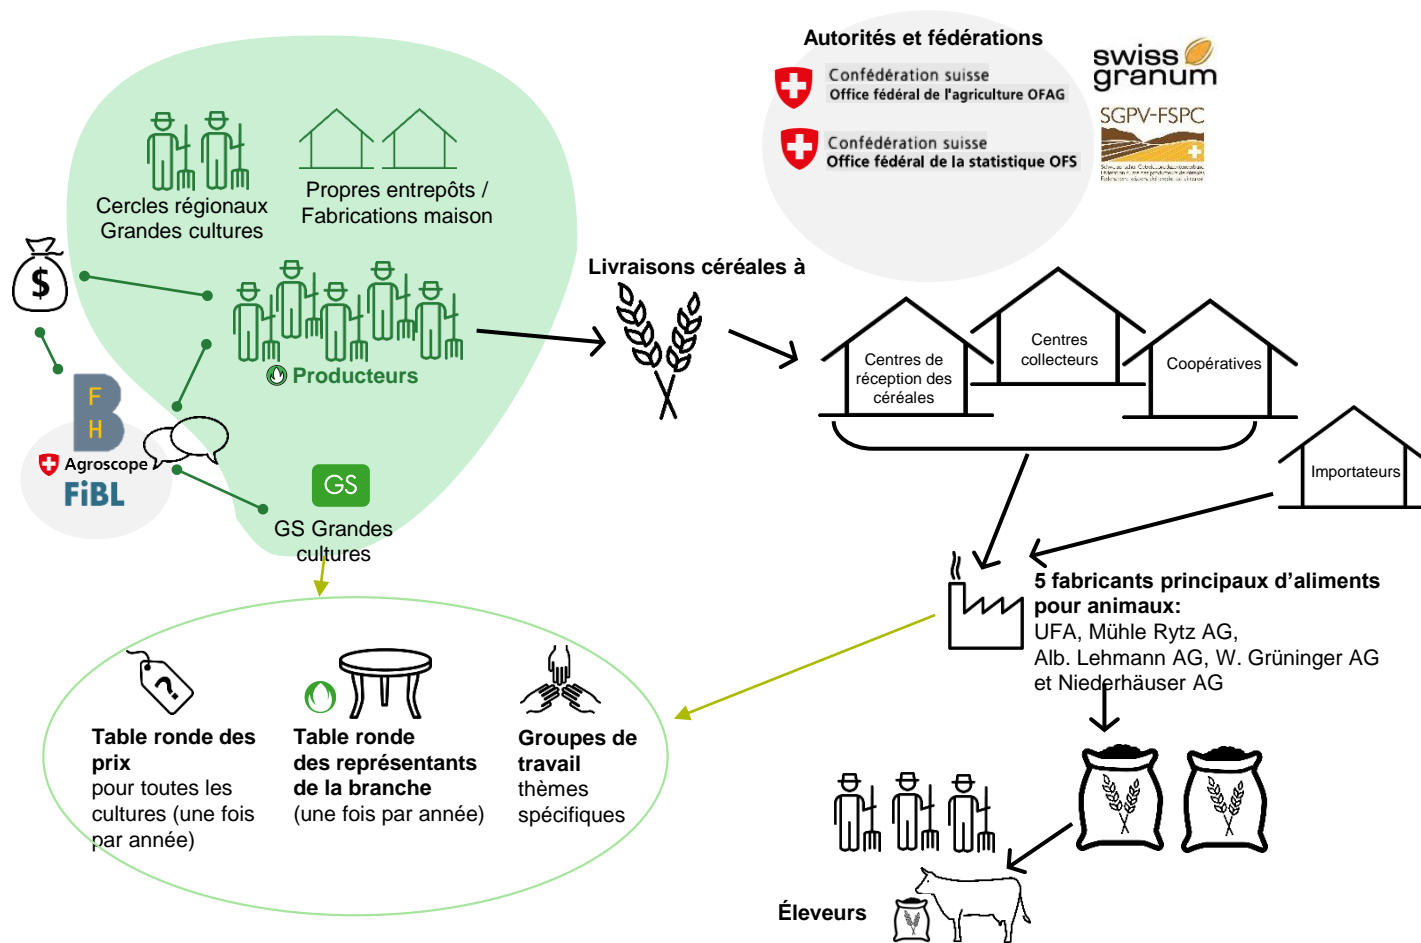 Autorités et fédérations
Confédération suisse
Office fédéral de l'agriculture OFAG
Confédération suisse
Office fédéral de la statistique OFS
swiss
granum
SGPV-FSPC
Cercles régionaux
Grandes cultures
Propres entrepôts /
Fabrications maison
$
Producteurs
Livraisons céréales à
Centres de
réception des
céréales
Centres
collecteurs
Coopératives
Importateurs
B
F
H
Agroscope
FiBL
GS
GS Grandes
cultures
5 fabricants principaux d'aliments
pour animaux:
UFA, Mühle Rytz AG,
Alb. Lehmann AG, W. Grüninger AG
et Niederhäuser AG
?
Table ronde des
prix
pour toutes les
cultures (une fois
par année)
Table ronde
des représentants
de la branche
(une fois par année)
Groupes de
travail
thèmes
spécifiques
Éleveurs